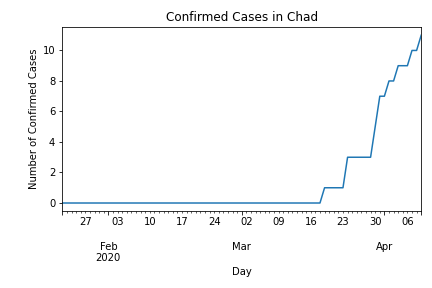 Confirmed Cases in Chad
Number of Confirmed Cases
10
8
6
4
2
0
27 03 10 17 24 02 09 16 23 30 06
Feb Mar Apr
2020
Day